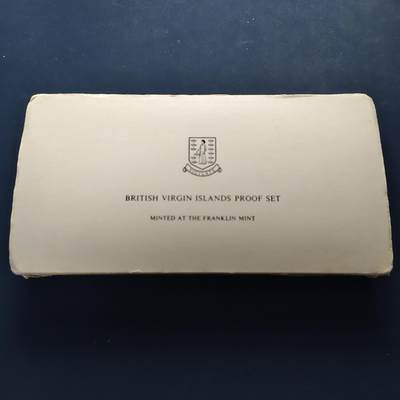 BRITISH VIRGIN ISLANDS PROOF SET
MINTED AT THE FRANKLIN MINT